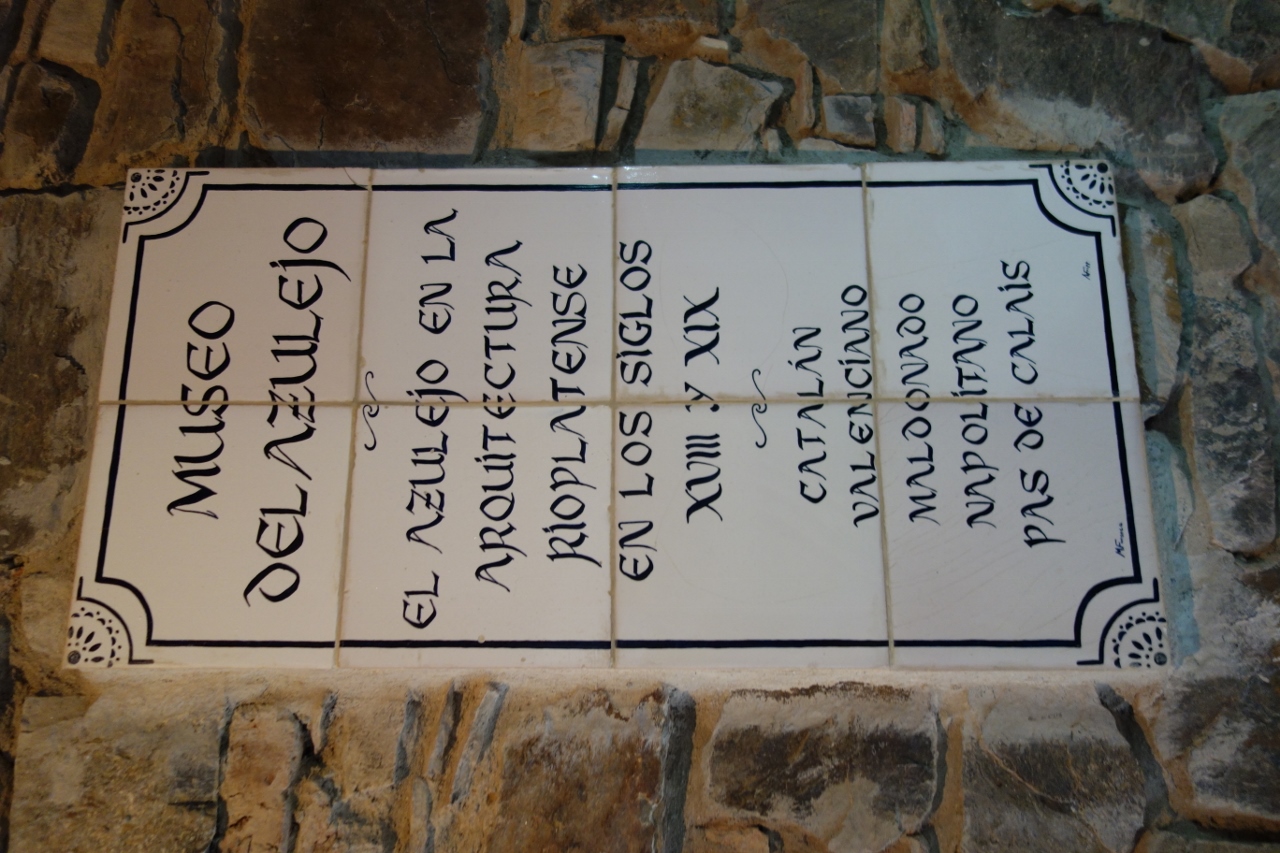 MUSEO
DEL AZULEJO
EL AZULEJO EN LA
ARQUITECTURA
RIOPLATENSE
EN LOS SIGLOS
XVIII y XIX
CATALÁN
VALENCIANO
MALDONADO
NAPOLITANO
PAS DE CALAIS